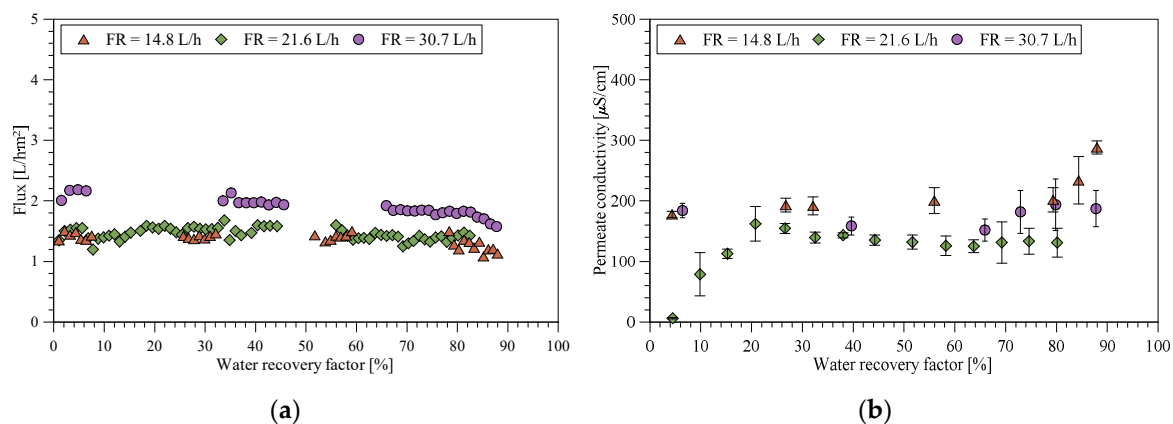 FR = 14.8 L/h FR = 21.6 L/h FR = 30.7 L/h
5
4
3
2
1
0
Flux [L/hm²]
0 10 20 30 40 50 60 70 80 90 100
Water recovery factor [%]
(a)
FR = 14.8 L/h FR = 21.6 L/h FR = 30.7 L/h
500
400
300
200
100
0
Permeate conductivity [µS/cm]
0 10 20 30 40 50 60 70 80 90 100
Water recovery factor [%]
(b)